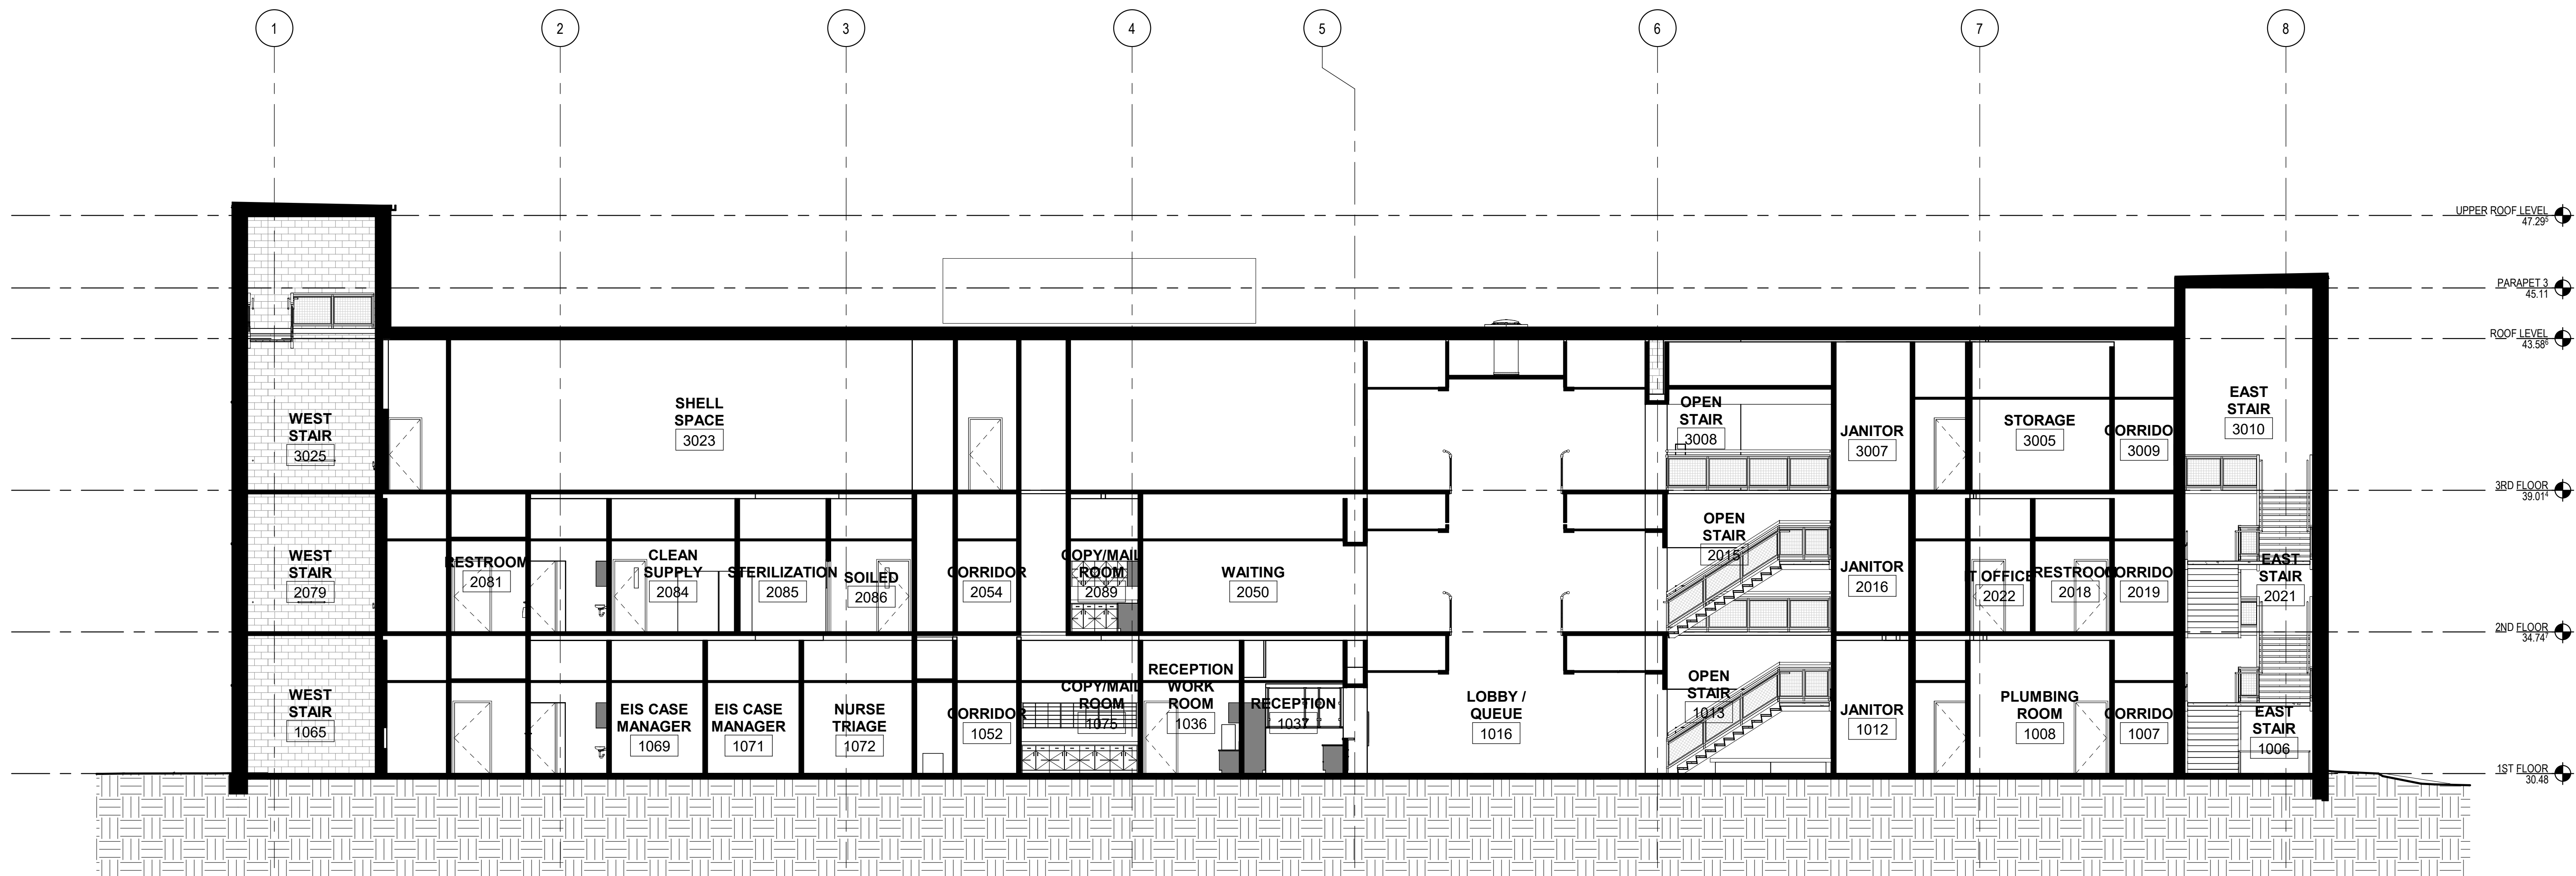 1
2
3
4
5
6
7
8
UPPER ROOF LEVEL
47.29⁵
PARAPET 3
45.11
ROOF LEVEL
43.58⁶
WEST
STAIR
3025
SHELL
SPACE
3023
OPEN
STAIR
3008
JANITOR
3007
STORAGE
3005
CORRIDO
3009
EAST
STAIR
3010
3RD FLOOR
39.01⁴
WEST
STAIR
2079
RESTROOM
2081
CLEAN
SUPPLY
2084
STERILIZATION
2085
SOILED
2086
CORRIDOR
2054
COPY/MAIL
ROOM
2089
WAITING
2050
OPEN
STAIR
2015
JANITOR
2016
IT OFFICE
2022
RESTROOM
2018
CORRIDO
2019
EAST
STAIR
2021
2ND FLOOR
34.74⁷
WEST
STAIR
1065
EIS CASE
MANAGER
1069
EIS CASE
MANAGER
1071
NURSE
TRIAGE
1072
CORRIDOR
1052
COPY/MAIL
ROOM
1075
RECEPTION
WORK
ROOM
1036
RECEPTION
1037
LOBBY /
QUEUE
1016
OPEN
STAIR
1013
JANITOR
1012
PLUMBING
ROOM
1008
CORRIDO
1007
EAST
STAIR
1006
1ST FLOOR
30.48